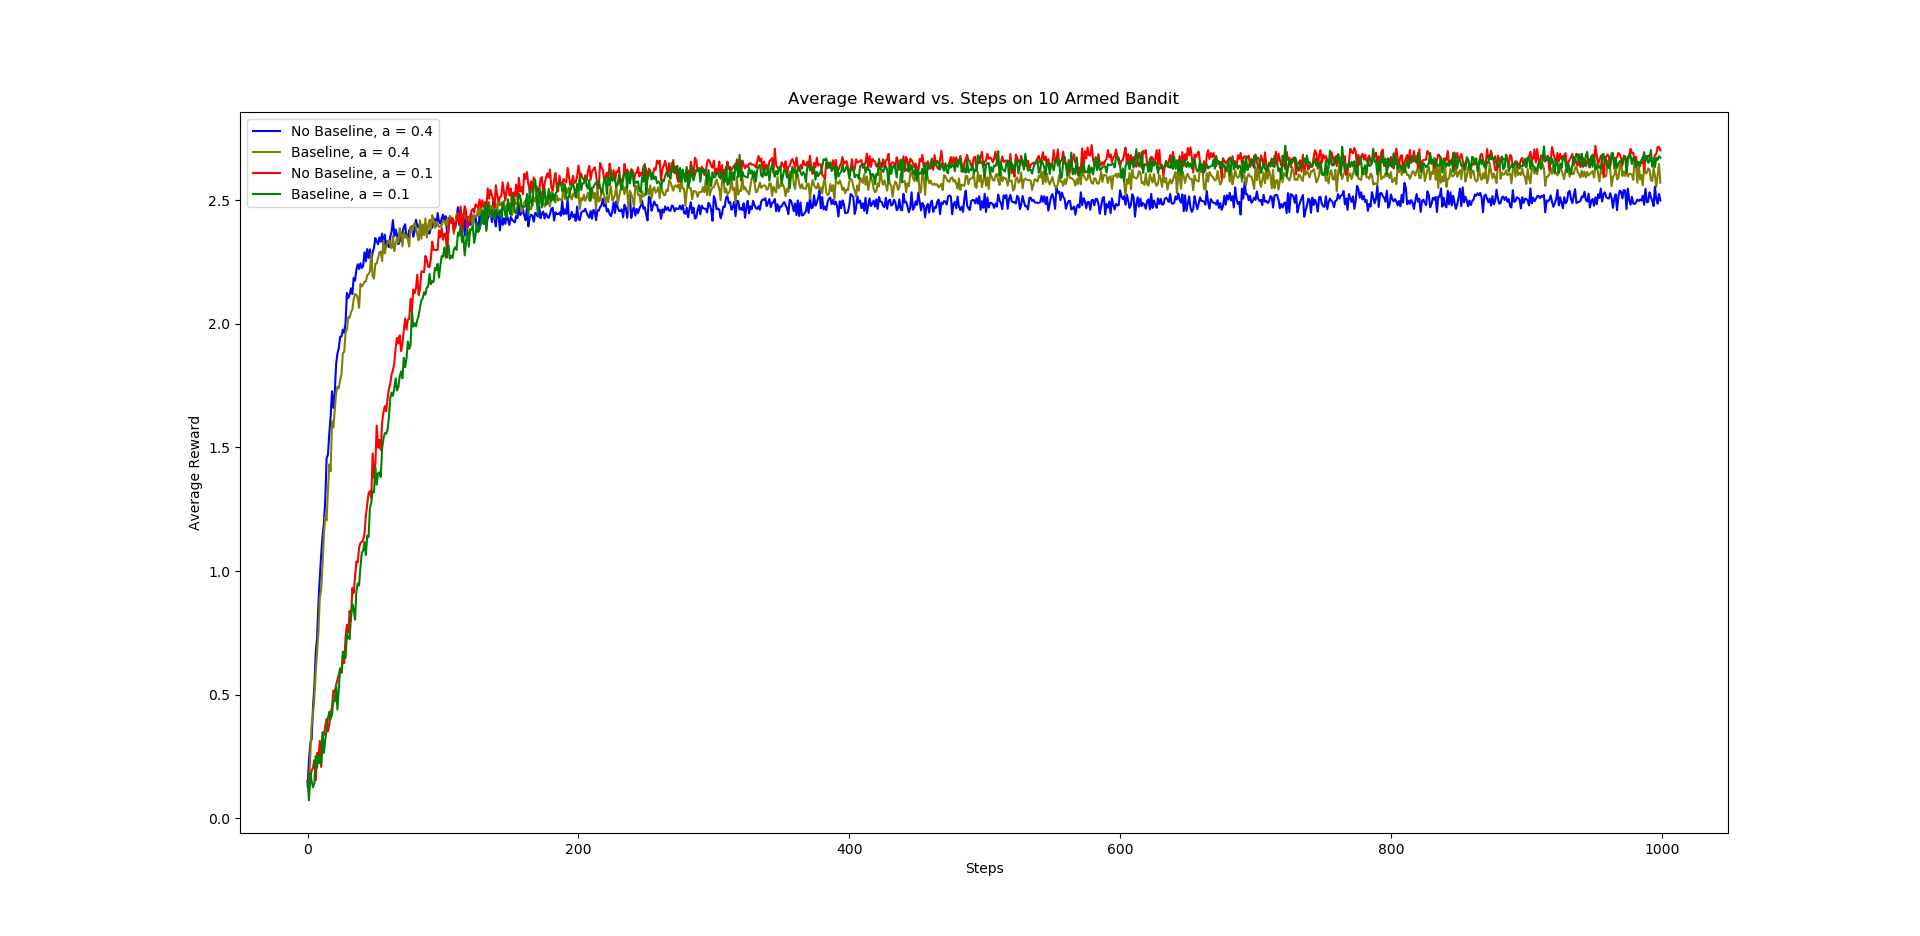 Average Reward vs. Steps on 10 Armed Bandit
No Baseline, a = 0.4
Baseline, a = 0.4
No Baseline, a = 0.1
Baseline, a = 0.1
2.5
2.0
1.5
1.0
0.5
0.0
Average Reward
0 200 400 600 800 1000
Steps